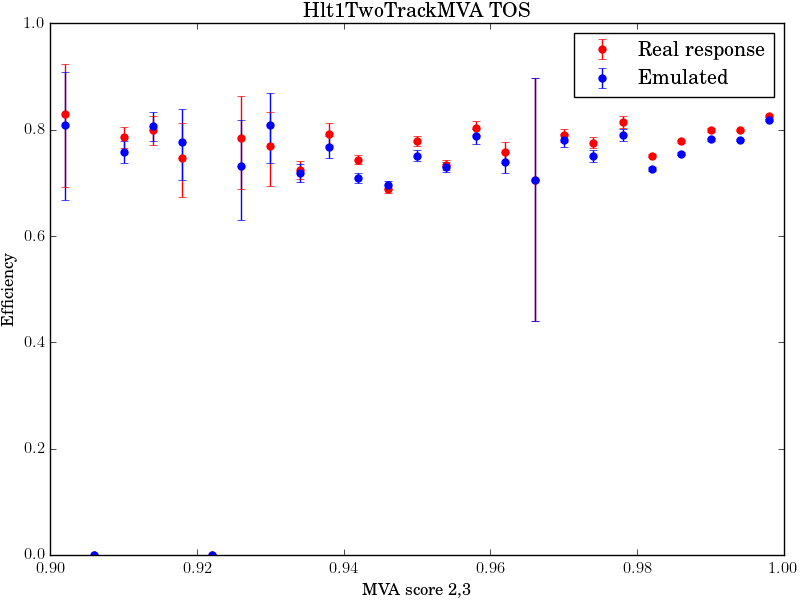 Hlt1TwoTrackMVA TOS
1.0
Real response
Emulated
0.8
0.6
Efficiency
0.4
0.2
0.0
0.90 0.92 0.94 0.96 0.98 1.00
MVA score 2,3